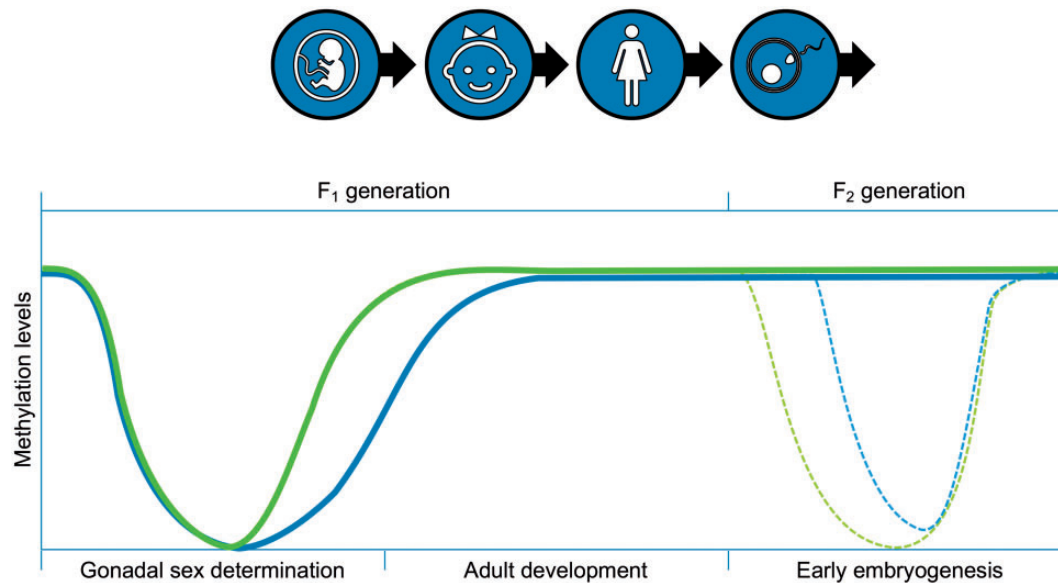 F₁ generation
F₂ generation
Methylation levels
Gonadal sex determination
Adult development
Early embryogenesis